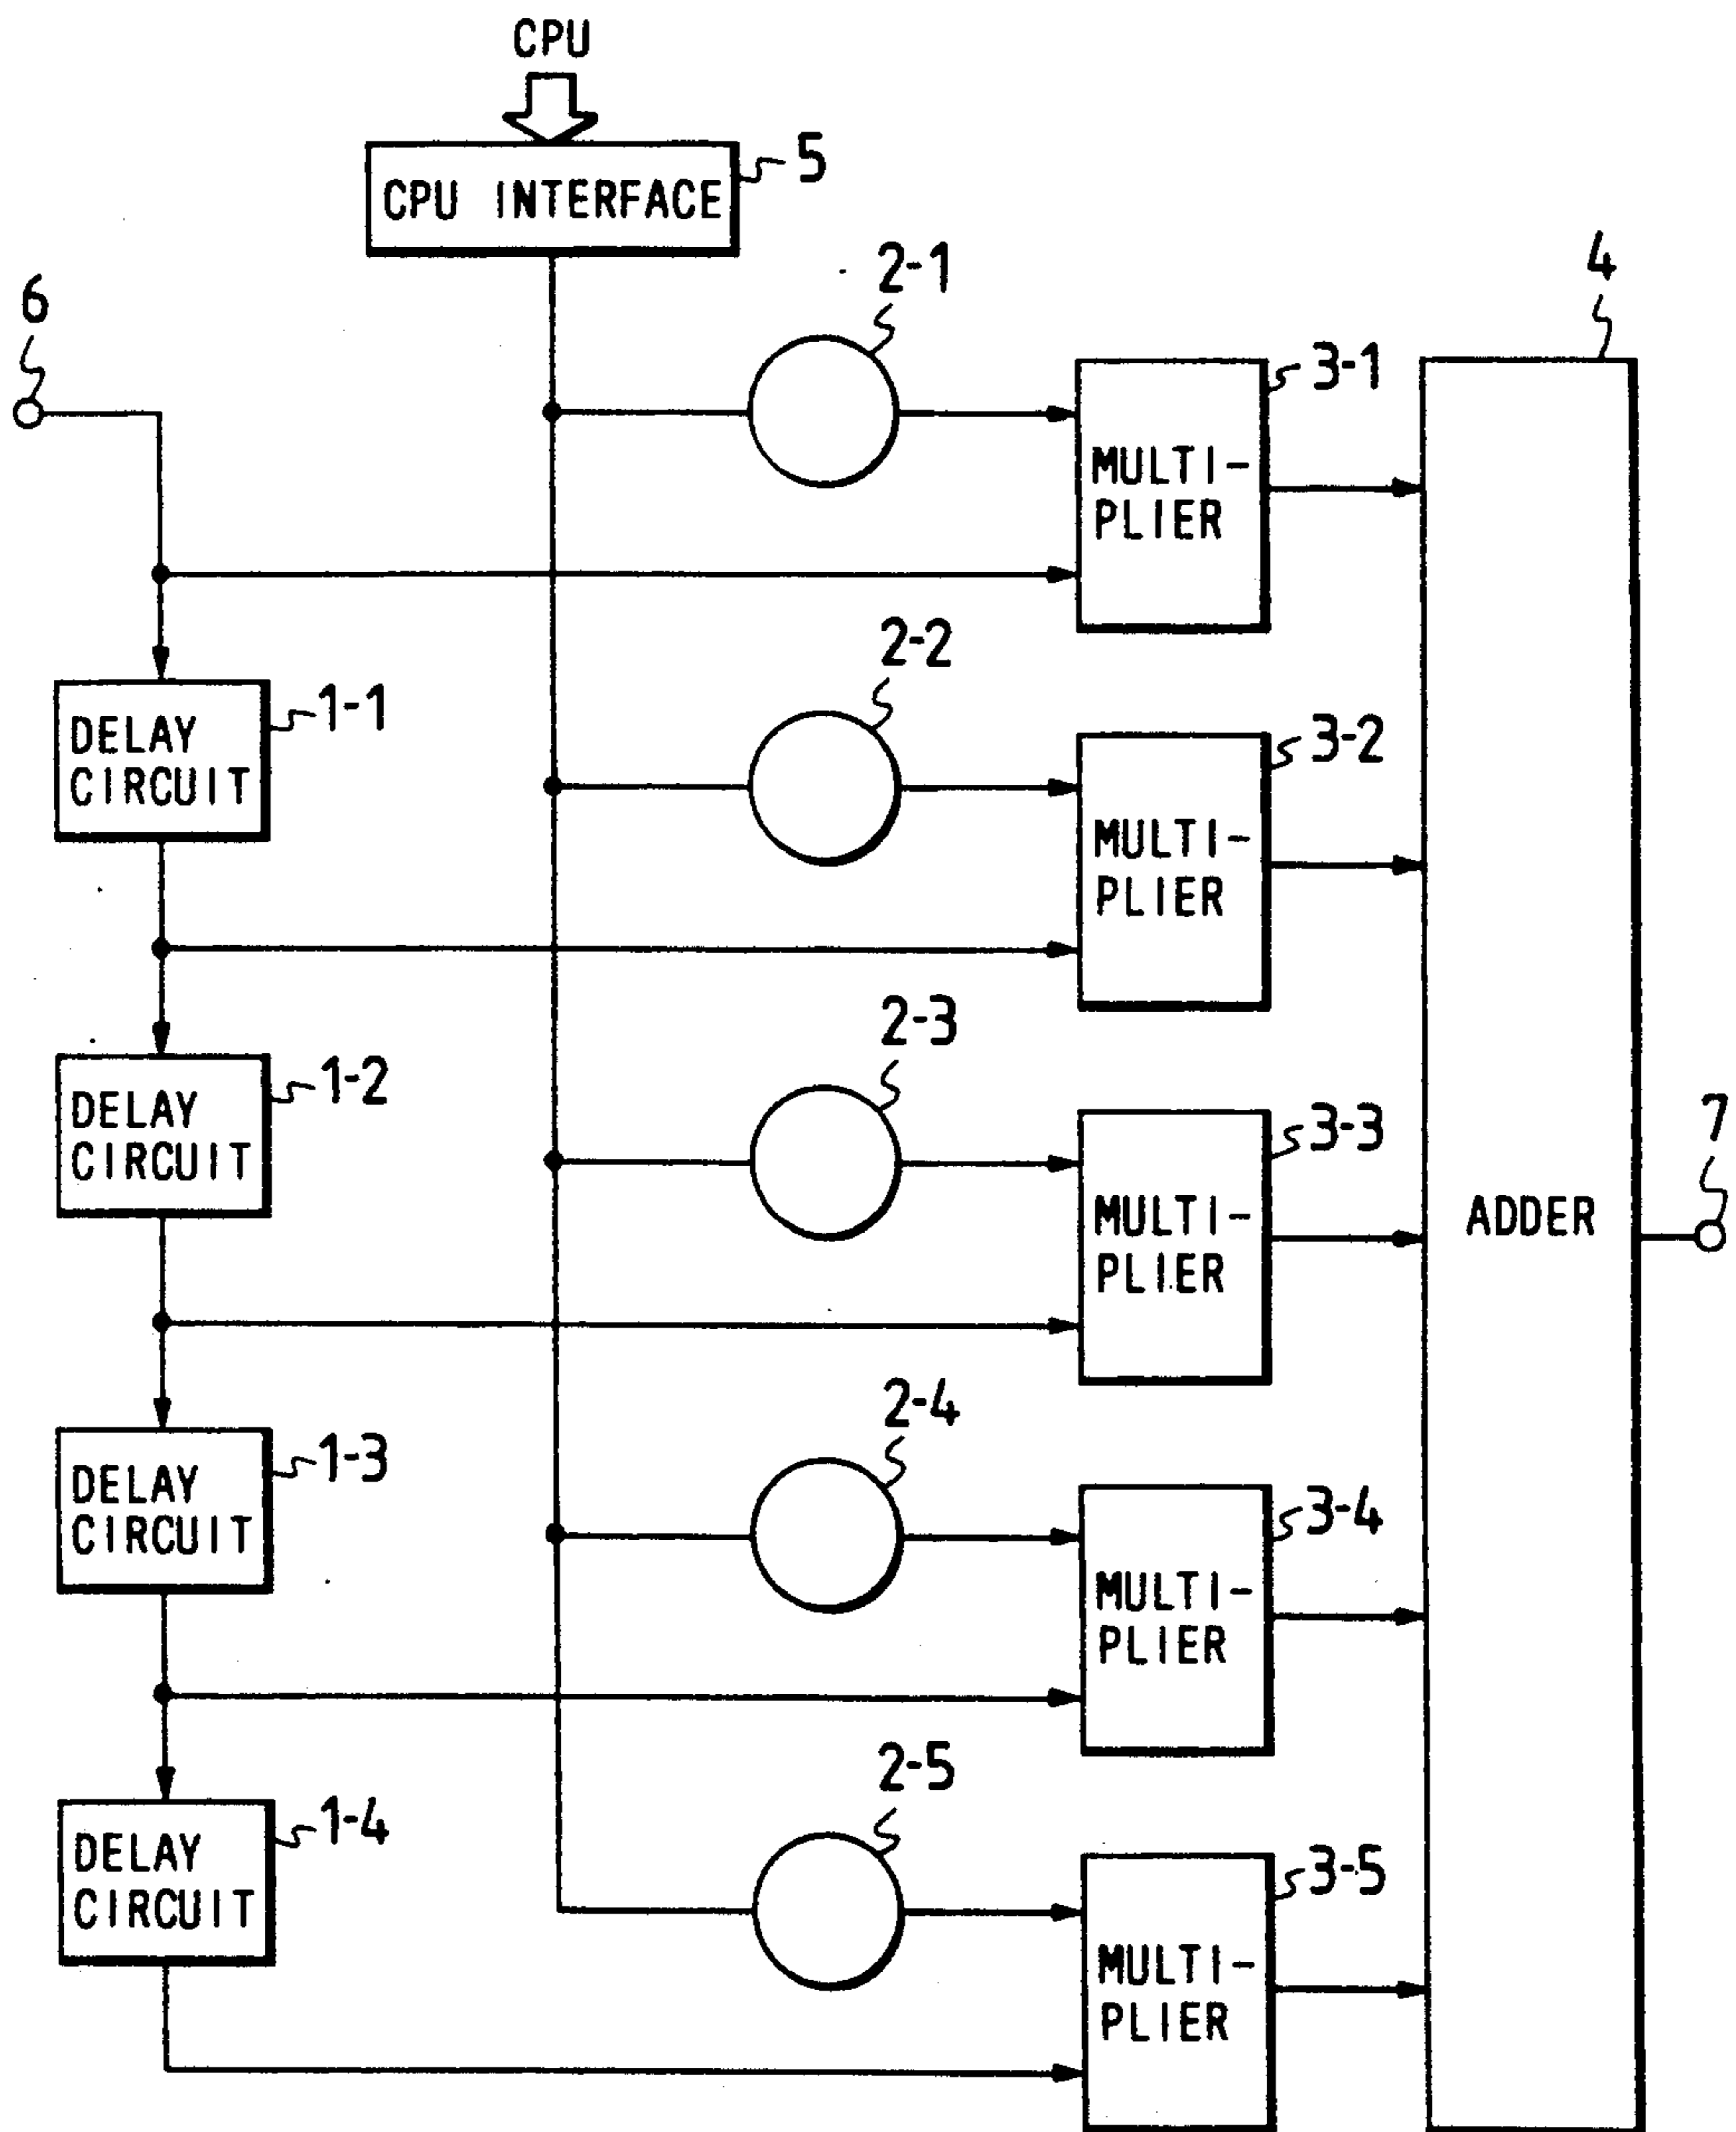 CPU
CPU INTERFACE
5
2-1
4
6
3-1
MULTI-
PLIER
2-2
1-1
DELAY
CIRCUIT
3-2
MULTI-
PLIER
2-3
1-2
DELAY
CIRCUIT
3-3
7
MULTI-
PLIER
ADDER
2-4
1-3
DELAY
CIRCUIT
3-4
MULTI-
PLIER
2-5
1-4
DELAY
CIRCUIT
3-5
MULTI-
PLIER